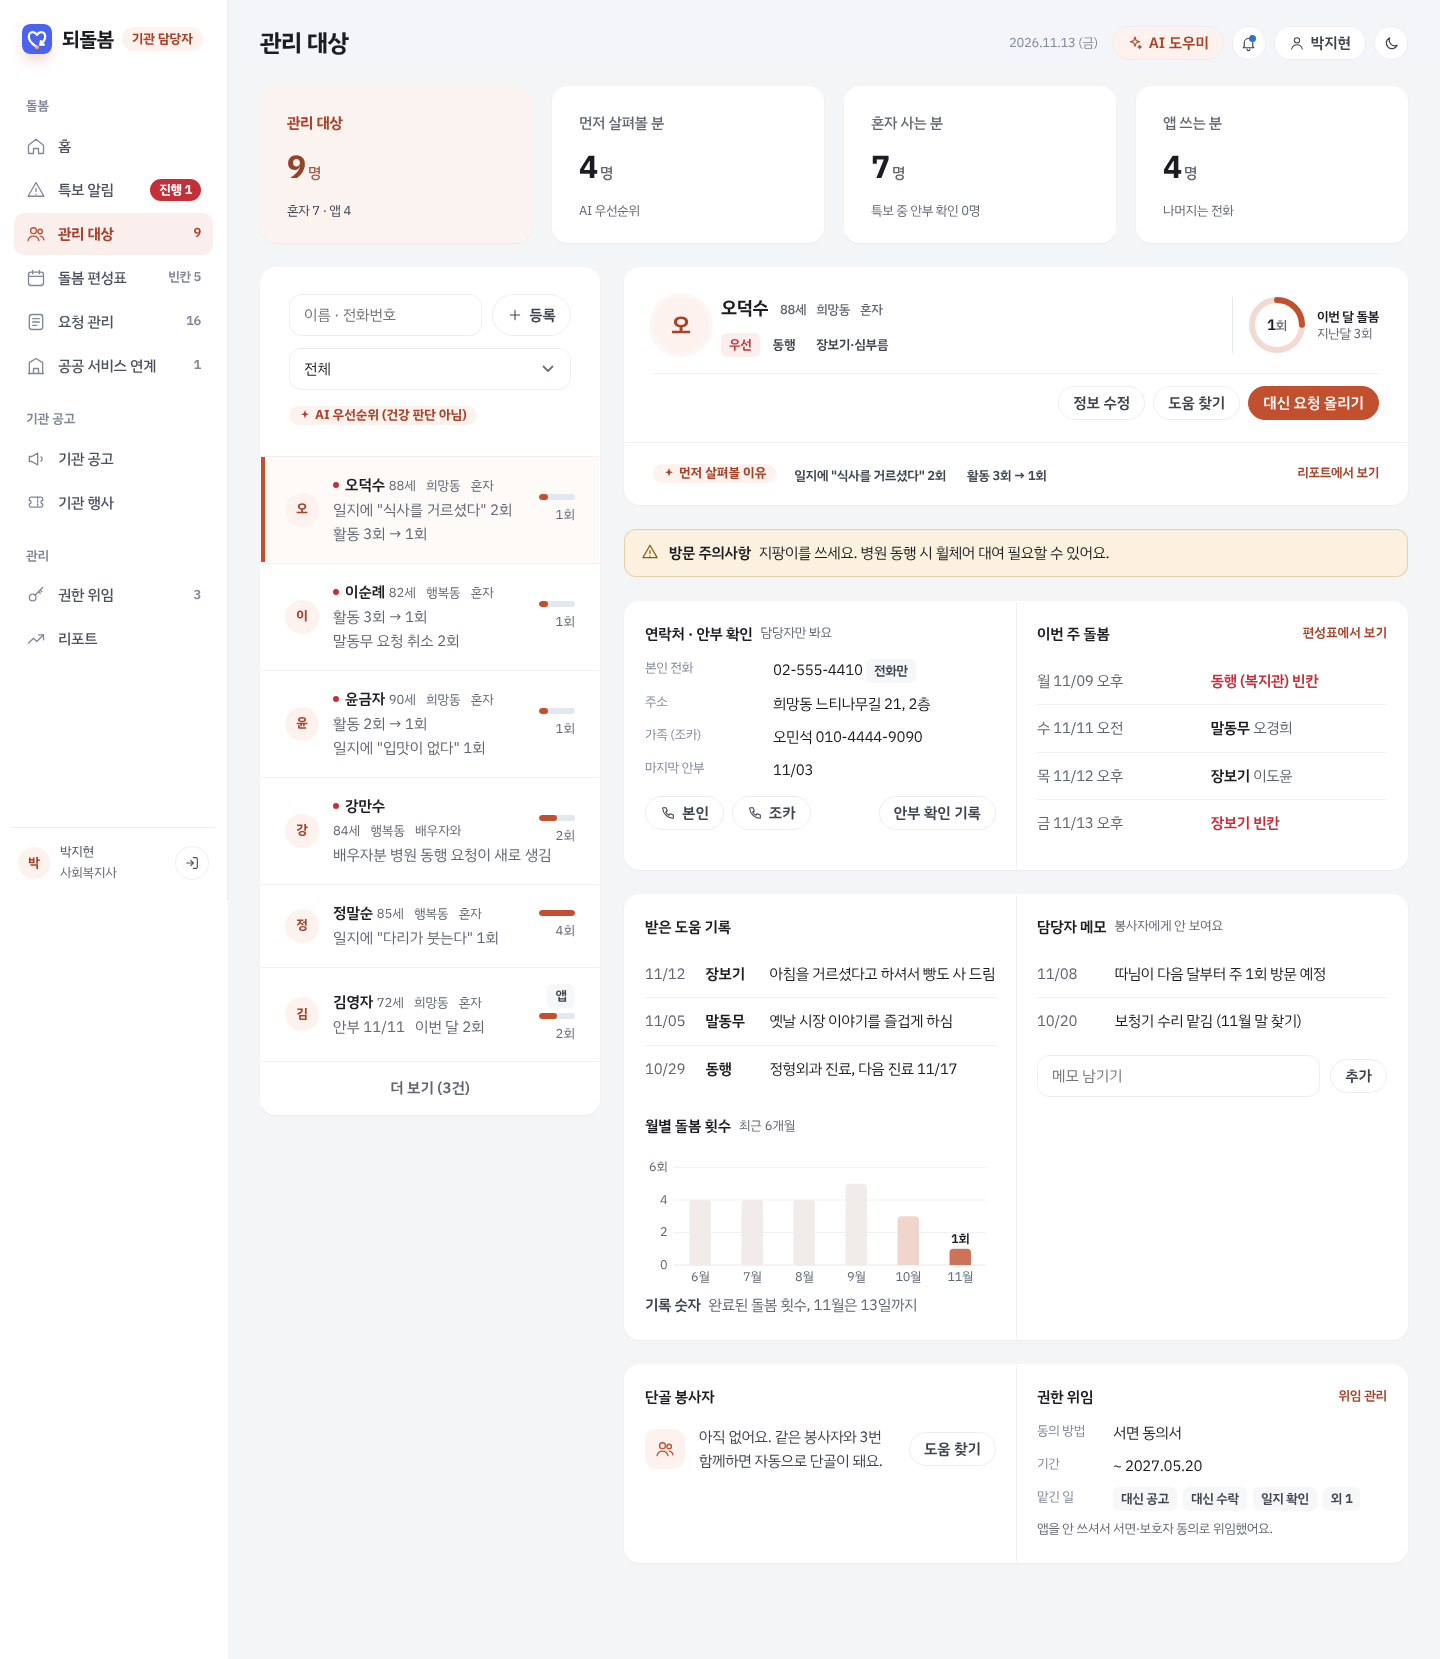 되돌봄 기관 담당자
돌봄
홈
특보 알림 진행 1
관리 대상 9
돌봄 편성표 빈칸 5
요청 관리 16
공공 서비스 연계 1
기관 공고
기관 공고
기관 행사
관리
권한 위임 3
리포트
박 박지현
사회복지사
관리 대상
2026.11.13 (금) AI 도우미 박지현
관리 대상
9명
혼자 7 · 앱 4
먼저 살펴볼 분
4명
AI 우선순위
혼자 사는 분
7명
특보 중 안부 확인 0명
앱 쓰는 분
4명
나머지는 전화
이름 · 전화번호 + 등록
전체
AI 우선순위 (건강 판단 아님)
오 오덕수 88세 희망동 혼자
일지에 "식사를 거르셨다" 2회
활동 3회 → 1회
1회
이 이순례 82세 행복동 혼자
활동 3회 → 1회
말동무 요청 취소 2회
1회
윤 윤금자 90세 희망동 혼자
활동 2회 → 1회
일지에 "입맛이 없다" 1회
1회
강 강만수
84세 행복동 배우자와
배우자분 병원 동행 요청이 새로 생김
2회
정 정말순 85세 행복동 혼자
일지에 "다리가 붓는다" 1회
4회
김 김영자 72세 희망동 혼자
안부 11/11 이번 달 2회
앱
2회
더 보기 (3건)
오 오덕수 88세 희망동 혼자
우선 동행 장보기·심부름
1회
이번 달 돌봄
지난달 3회
정보 수정 도움 찾기 대신 요청 올리기
먼저 살펴볼 이유 일지에 "식사를 거르셨다" 2회 활동 3회 → 1회 리포트에서 보기
방문 주의사항 지팡이를 쓰세요. 병원 동행 시 휠체어 대여 필요할 수 있어요.
연락처 · 안부 확인 담당자만 봐요
본인 전화 02-555-4410 전화만
주소 희망동 느티나무길 21, 2층
가족 (조카) 오민석 010-4444-9090
마지막 안부 11/03
본인 조카 안부 확인 기록
이번 주 돌봄 편성표에서 보기
월 11/09 오후 동행 (복지관) 빈칸
수 11/11 오전 말동무 오경희
목 11/12 오후 장보기 이도윤
금 11/13 오후 장보기 빈칸
받은 도움 기록
11/12 장보기 아침을 거르셨다고 하셔서 빵도 사 드림
11/05 말동무 옛날 시장 이야기를 즐겁게 하심
10/29 동행 정형외과 진료, 다음 진료 11/17
월별 돌봄 횟수 최근 6개월
6회
4
2
0
1회
6월 7월 8월 9월 10월 11월
기록 숫자 완료된 돌봄 횟수, 11월은 13일까지
담당자 메모 봉사자에게 안 보여요
11/08 따님이 다음 달부터 주 1회 방문 예정
10/20 보청기 수리 맡김 (11월 말 찾기)
메모 남기기 추가
단골 봉사자
아직 없어요. 같은 봉사자와 3번
함께하면 자동으로 단골이 돼요.
도움 찾기
권한 위임 위임 관리
동의 방법 서면 동의서
기간 ~ 2027.05.20
맡긴 일 대신 공고 대신 수락 일지 확인 외 1
앱을 안 쓰셔서 서면·보호자 동의로 위임했어요.